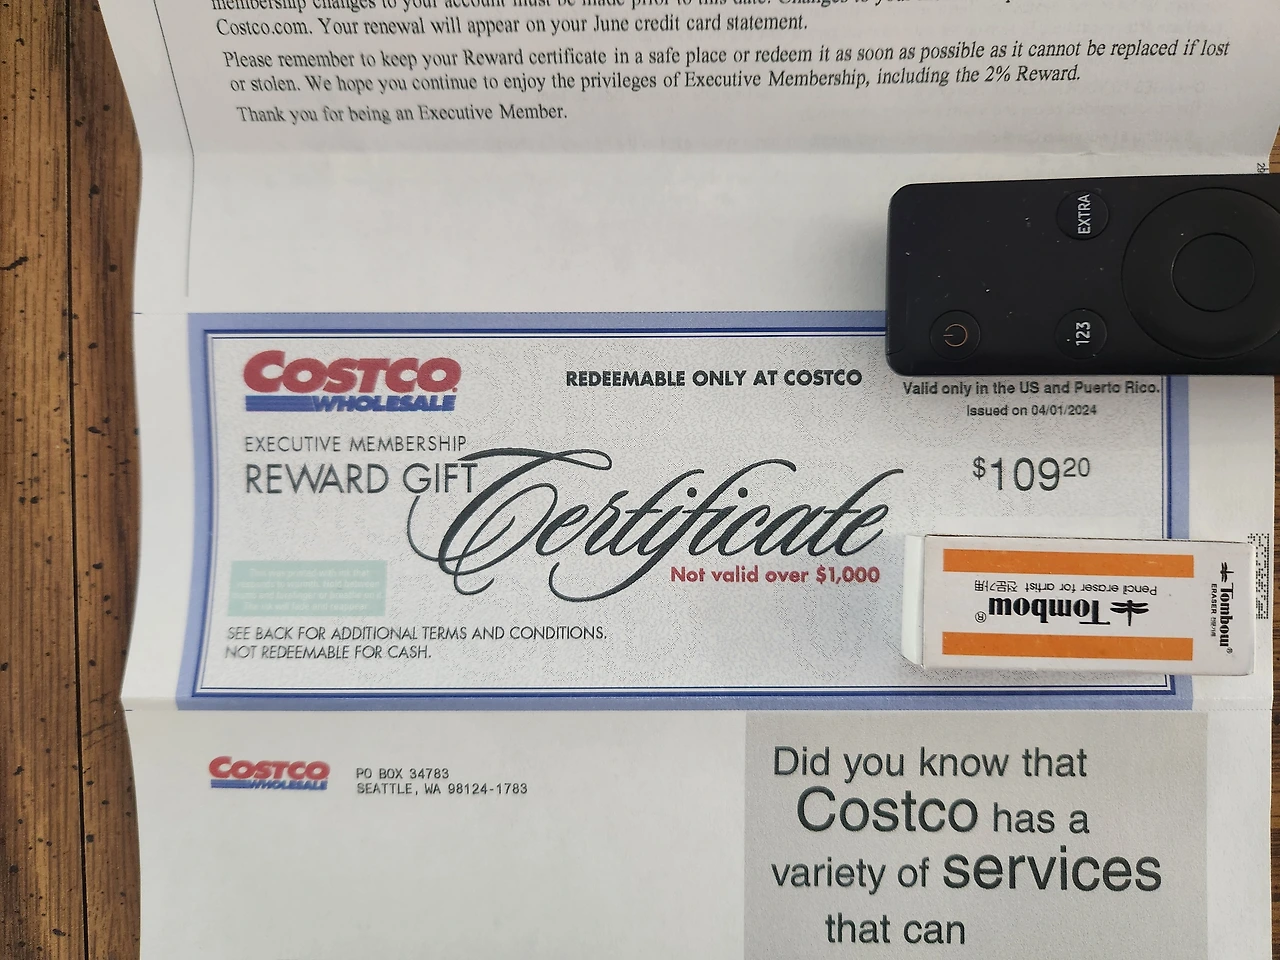 Costco.com. Your renewal will appear on your June credit card statement.
Please remember to keep your Reward certificate in a safe place or redeem it as soon as possible as it cannot be replaced if lost
or stolen. We hope you continue to enjoy the privileges of Executive Membership, including the 2% Reward.
Thank you for being an Executive Member.
EXTRA
123
COSTCO
WHOLESALE
REDEEMABLE ONLY AT COSTCO
Valid only in the US and Puerto Rico.
Issued on 04/01/2024
EXECUTIVE MEMBERSHIP
REWARD GIFT
Certificate
$109.20
Not valid over $1,000
Tombow®
Pencil eraser for artist 전문가용
Tombow®
ERASER
SEE BACK FOR ADDITIONAL TERMS AND CONDITIONS.
NOT REDEEMABLE FOR CASH.
COSTCO
WHOLESALE
PO BOX 34783
SEATTLE, WA 98124-1783
Did you know that
Costco has a
variety of services
that can